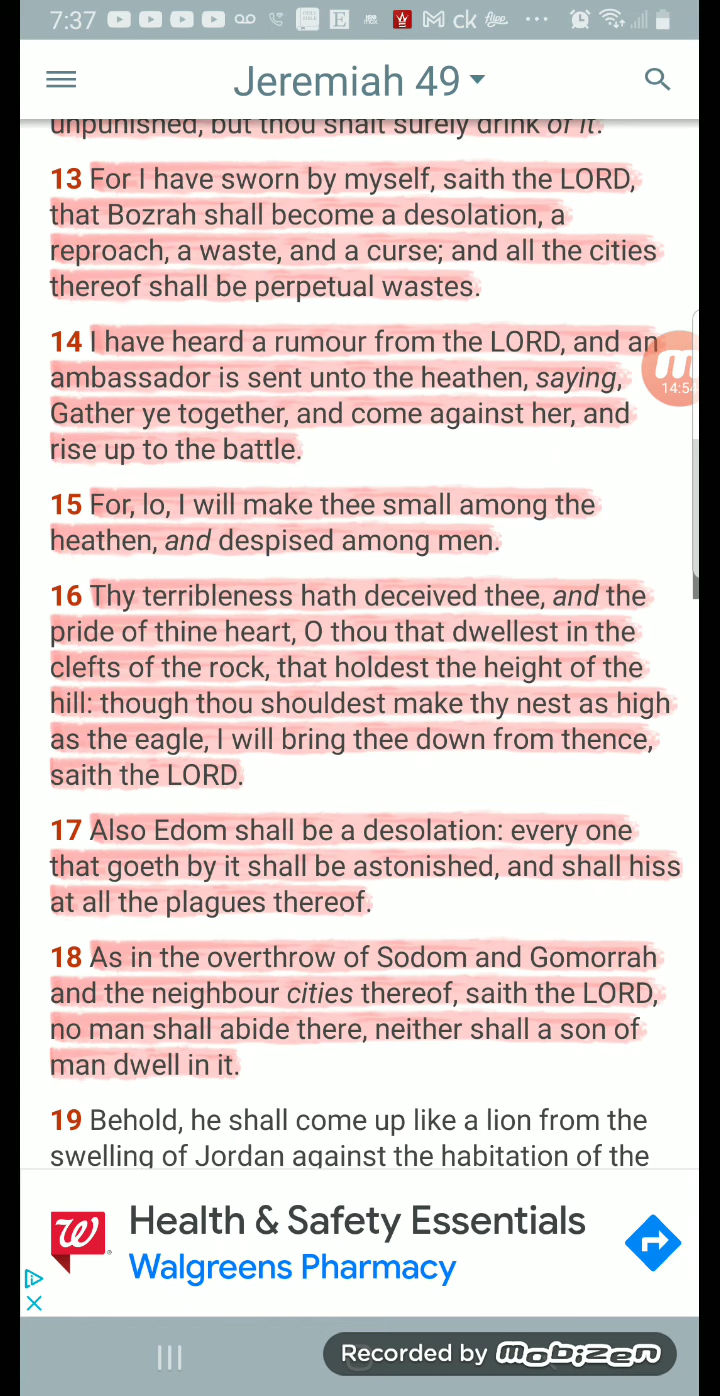 7:37
Jeremiah 49
unpunished, but thou shalt surely drink of it.
13 For I have sworn by myself, saith the LORD,
that Bozrah shall become a desolation, a
reproach, a waste, and a curse; and all the cities
thereof shall be perpetual wastes.
14 I have heard a rumour from the LORD, and an
ambassador is sent unto the heathen, saying,
Gather ye together, and come against her, and
rise up to the battle.
14:54
15 For, lo, I will make thee small among the
heathen, and despised among men.
16 Thy terribleness hath deceived thee, and the
pride of thine heart, O thou that dwellest in the
clefts of the rock, that holdest the height of the
hill: though thou shouldest make thy nest as high
as the eagle, I will bring thee down from thence,
saith the LORD.
17 Also Edom shall be a desolation: every one
that goeth by it shall be astonished, and shall hiss
at all the plagues thereof.
18 As in the overthrow of Sodom and Gomorrah
and the neighbour cities thereof, saith the LORD,
no man shall abide there, neither shall a son of
man dwell in it.
19 Behold, he shall come up like a lion from the
swelling of Jordan against the habitation of the
Health & Safety Essentials
Walgreens Pharmacy
Recorded by mobizen